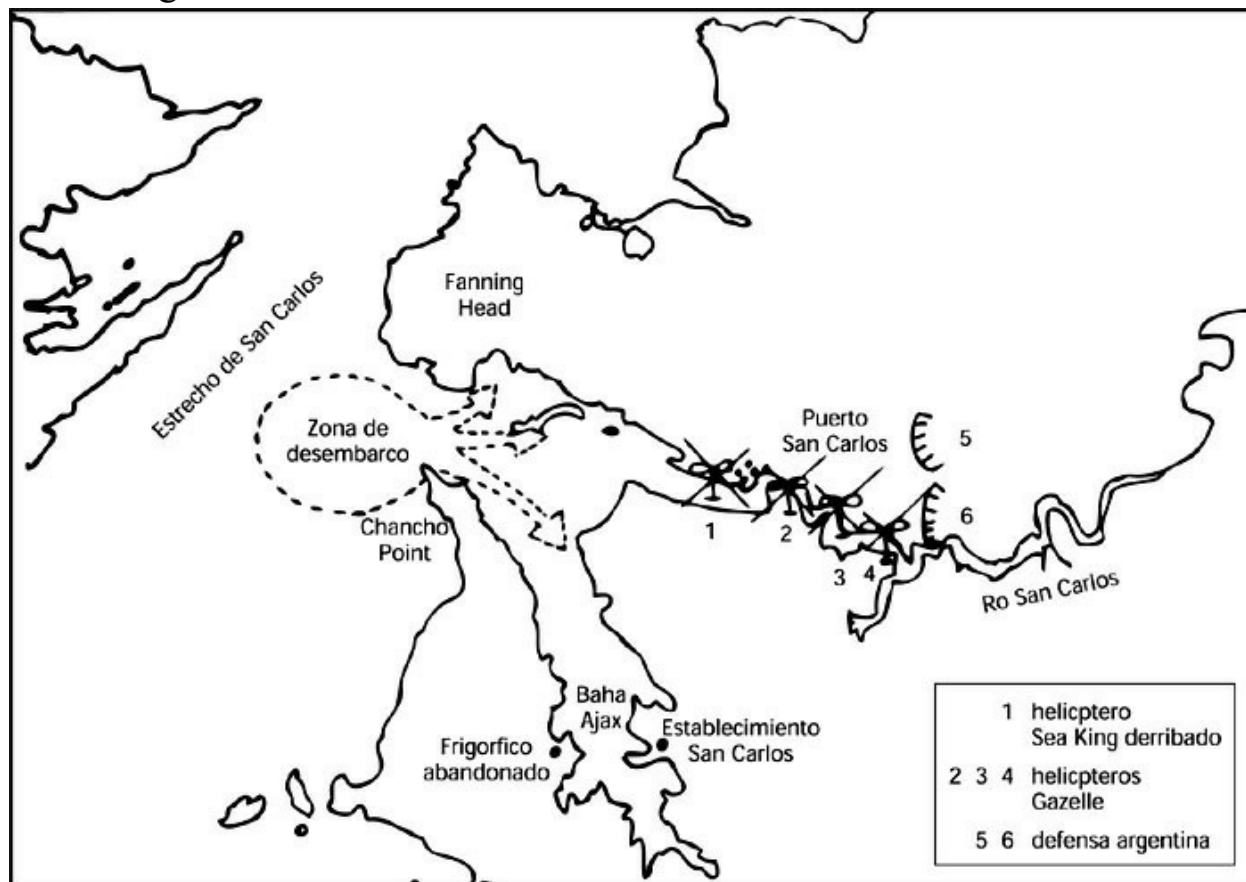 Fanning
Head
Estrecho de San Carlos
Zona de
desembarco
Puerto
San Carlos
5
6
1
2
3
4
Chancho
Point
Ro San Carlos
Baha
Ajax
Frigorfico
abandonado
Establecimiento
San Carlos
1 helicptero
Sea King derribado
2 3 4 helicpteros
Gazelle
5 6 defensa argentina